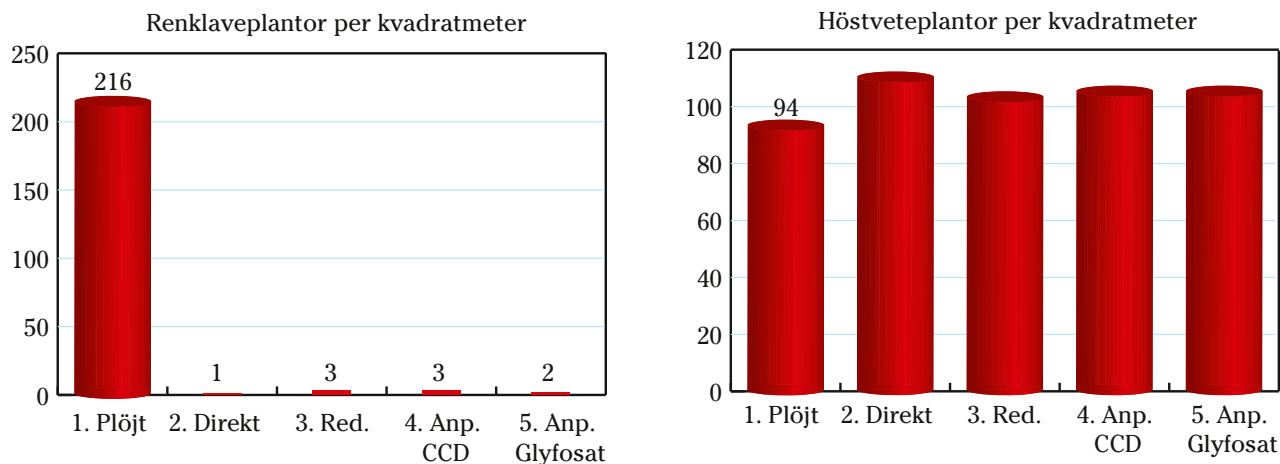 Renklaveplantor per kvadratmeter
250
200
150
100
50
0
216
1
3
3
2
1. Plöjt
2. Direkt
3. Red.
4. Anp.
CCD
5. Anp.
Glyfosat
Höstveteplantor per kvadratmeter
120
100
80
60
40
20
0
94
1. Plöjt
2. Direkt
3. Red.
4. Anp.
CCD
5. Anp.
Glyfosat